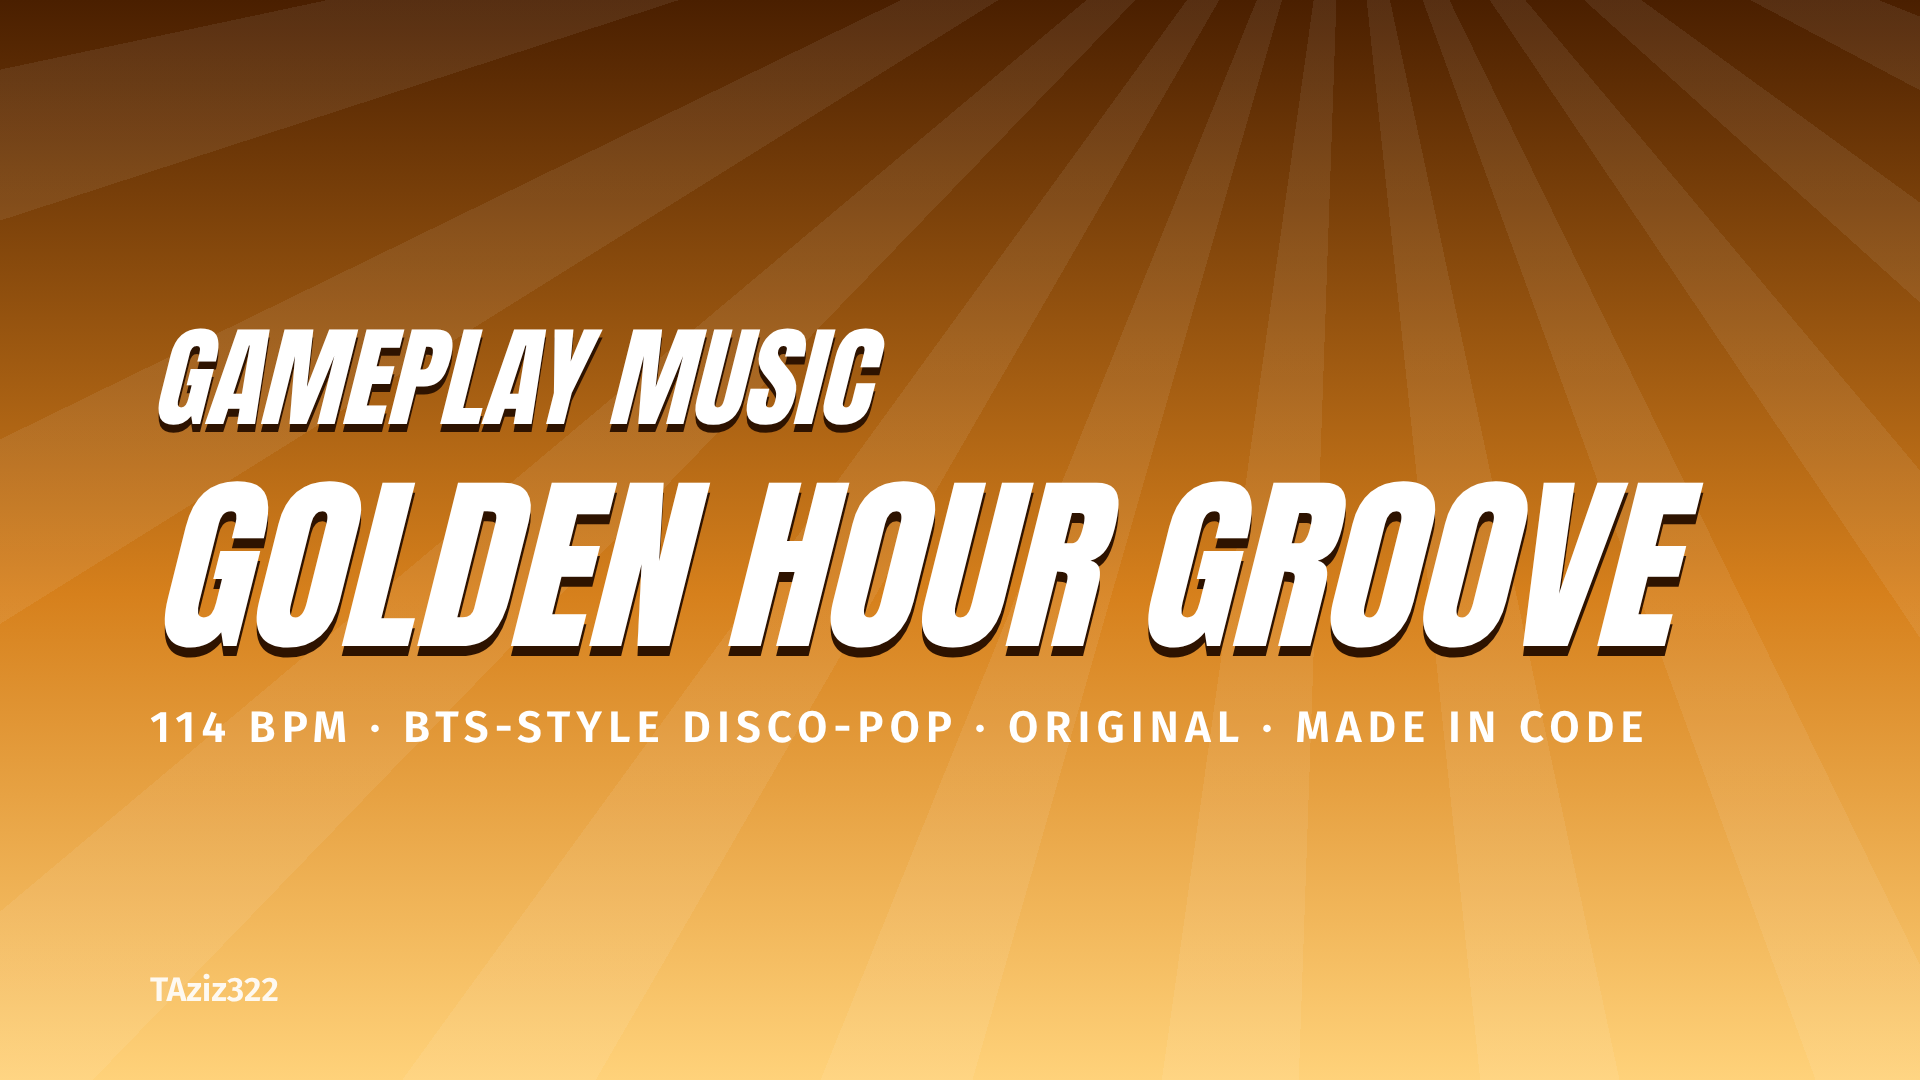 GAMEPLAY MUSIC
GOLDEN HOUR GROOVE
114 BPM · BTS-STYLE DISCO-POP · ORIGINAL · MADE IN CODE
TAziz322